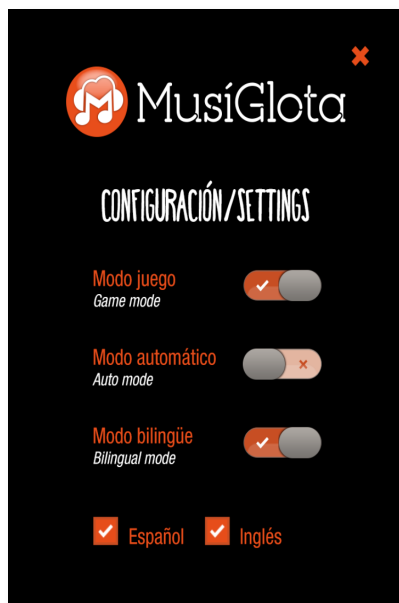 MusíGlota
CONFIGURACIÓN/SETTINGS
Modo juego
Game mode
Modo automático
Auto mode
Modo bilingüe
Bilingual mode
Español Inglés